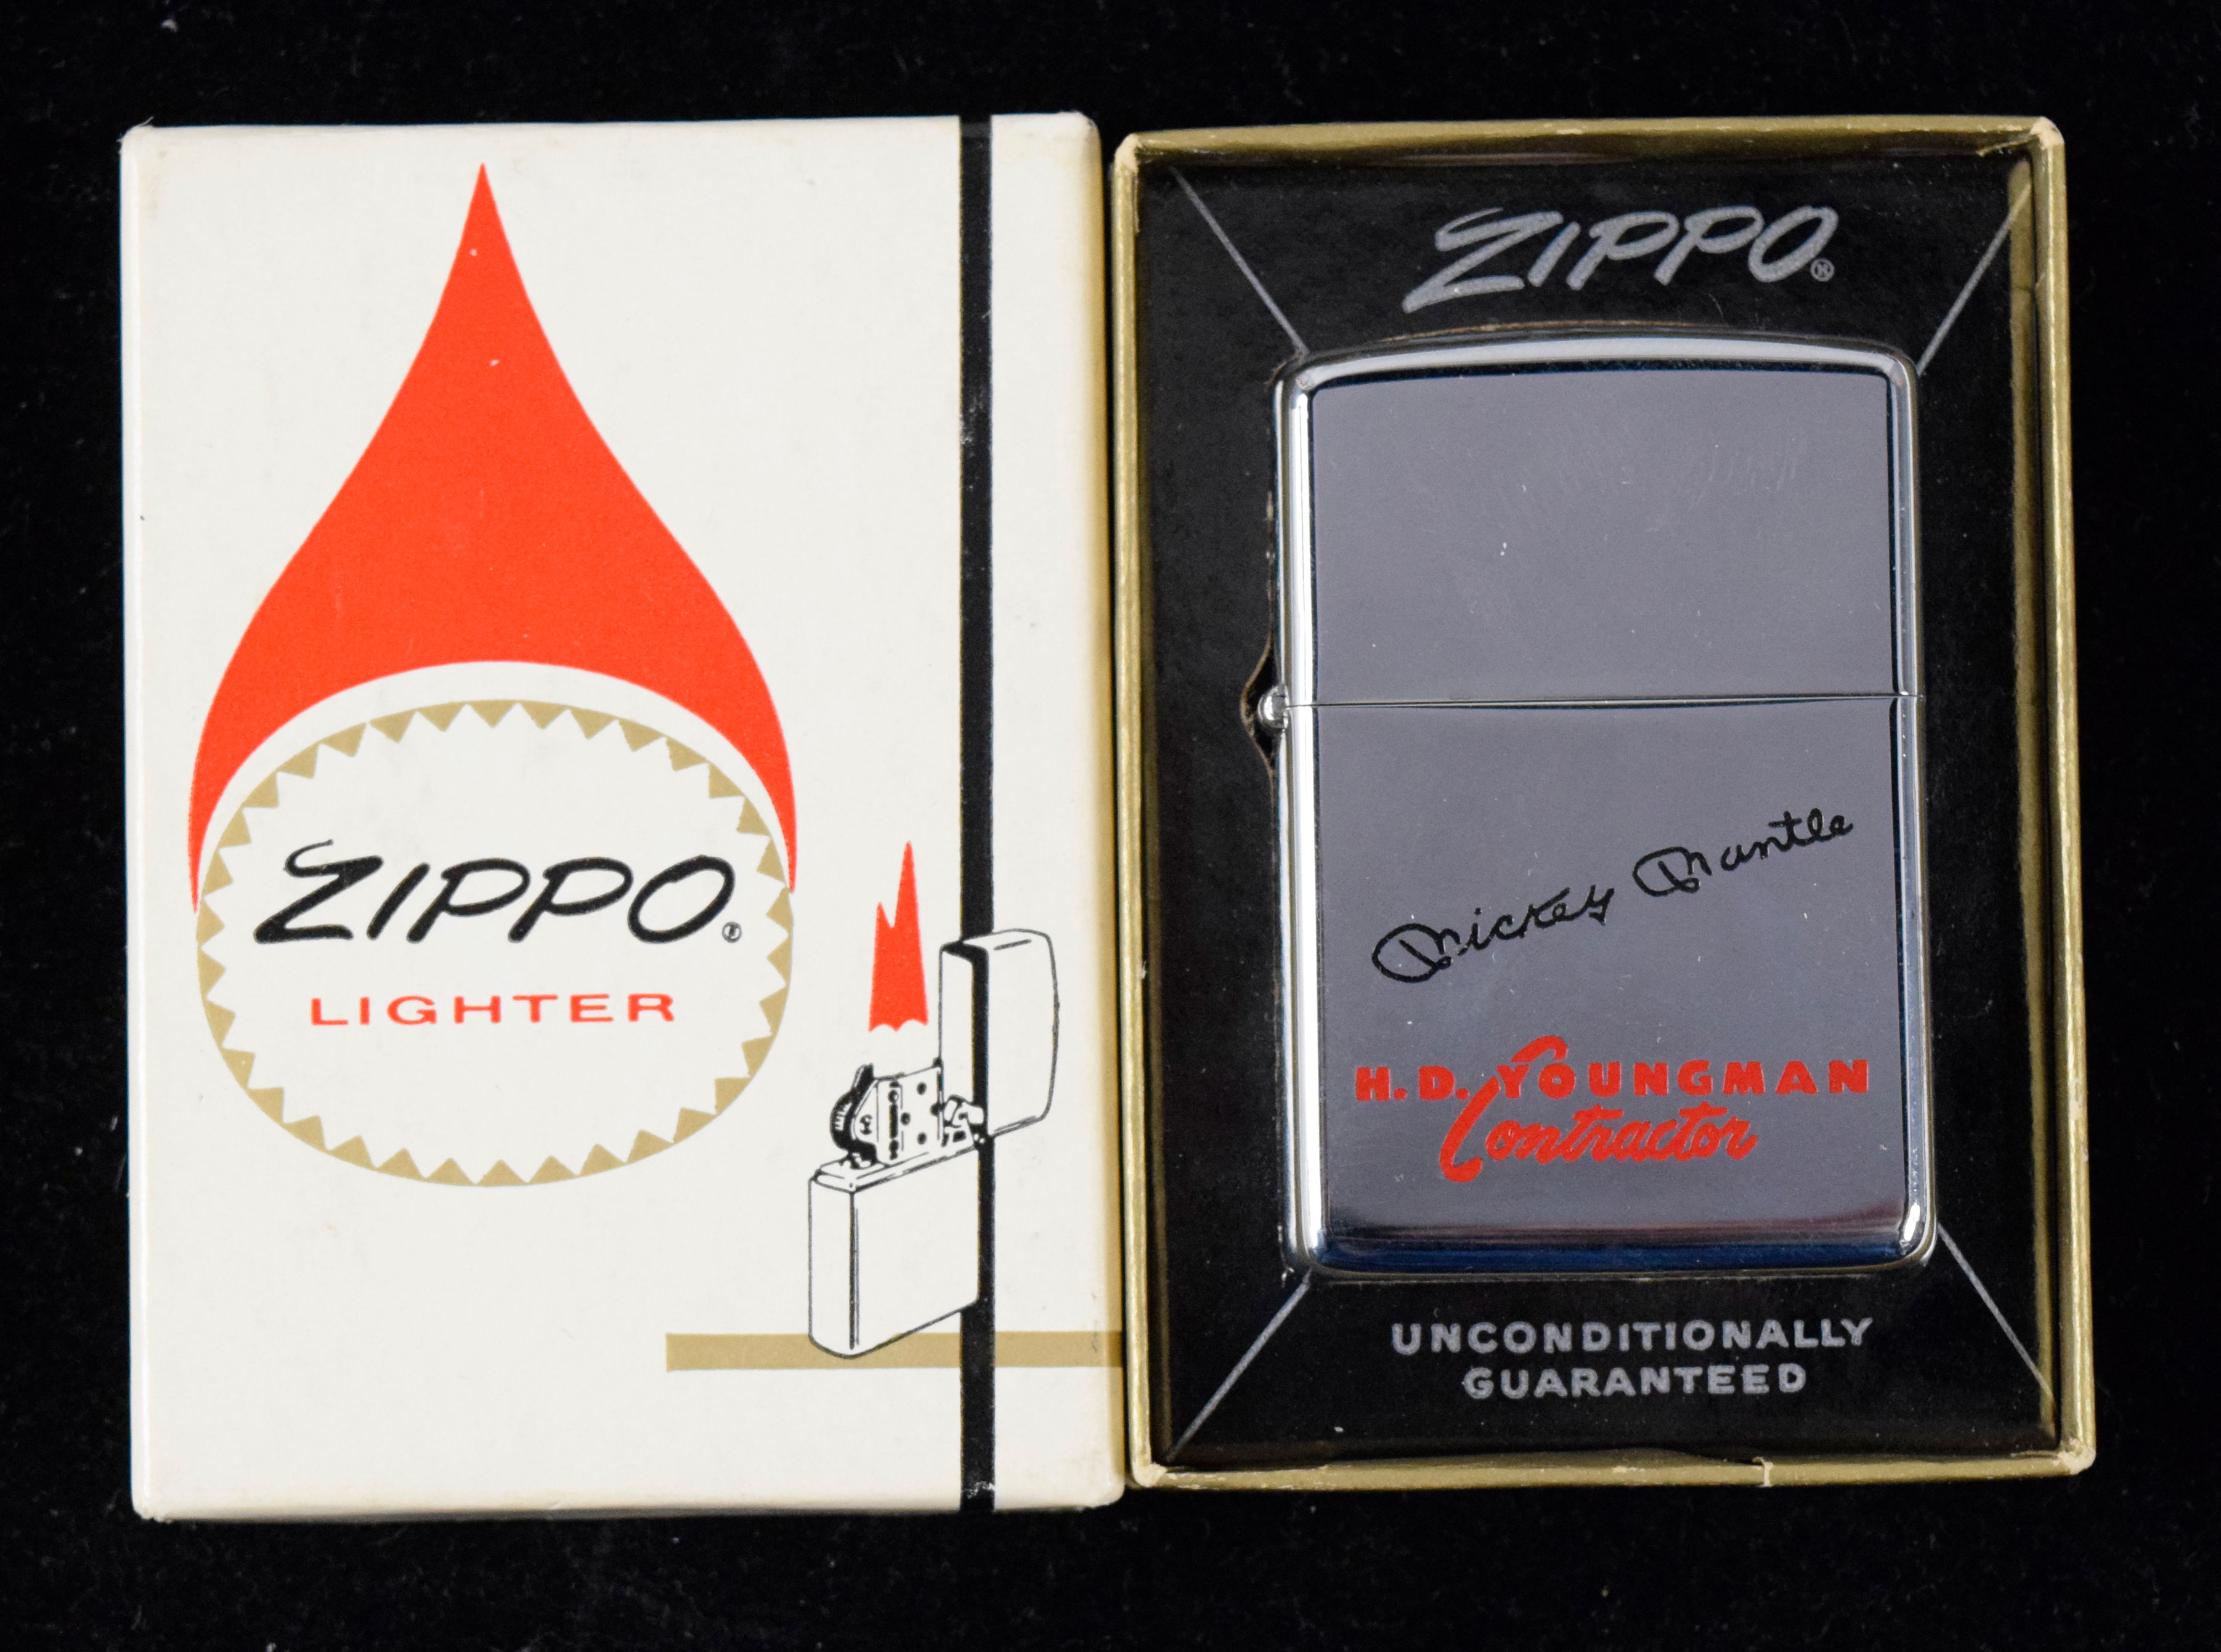 ZIPPO®
LIGHTER
ZIPPO®
Mickey Mantle
H. D. YOUNGMAN
Contractor
UNCONDITIONALLY
GUARANTEED